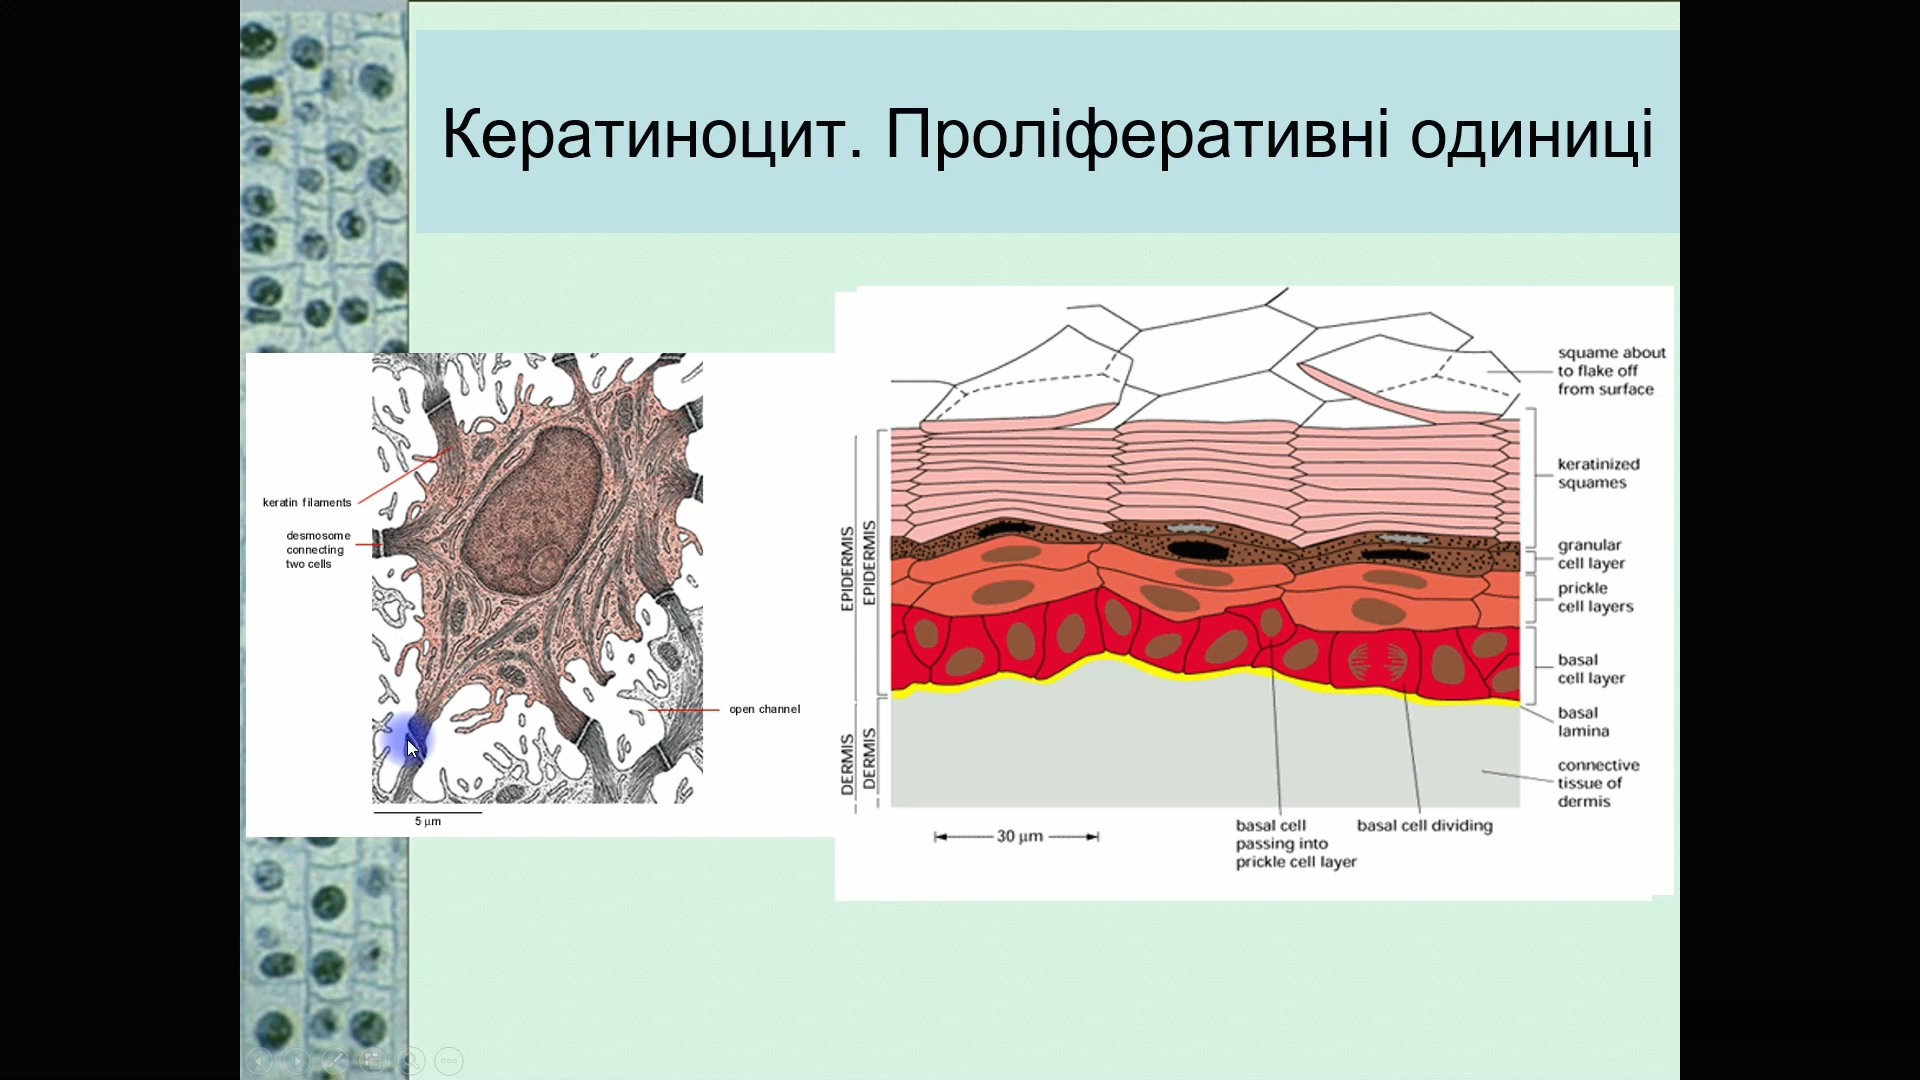 Кератиноцит. Проліферативні одиниці
keratin filaments
desmosome
connecting
two cells
open channel
5 µm
squame about
to flake off
from surface
keratinized
squames
granular
cell layer
prickle
cell layers
basal
cell layer
basal
lamina
connective
tissue of
dermis
EPIDERMIS
EPIDERMIS
DERMIS
DERMIS
30 µm
basal cell
passing into
prickle cell layer
basal cell dividing